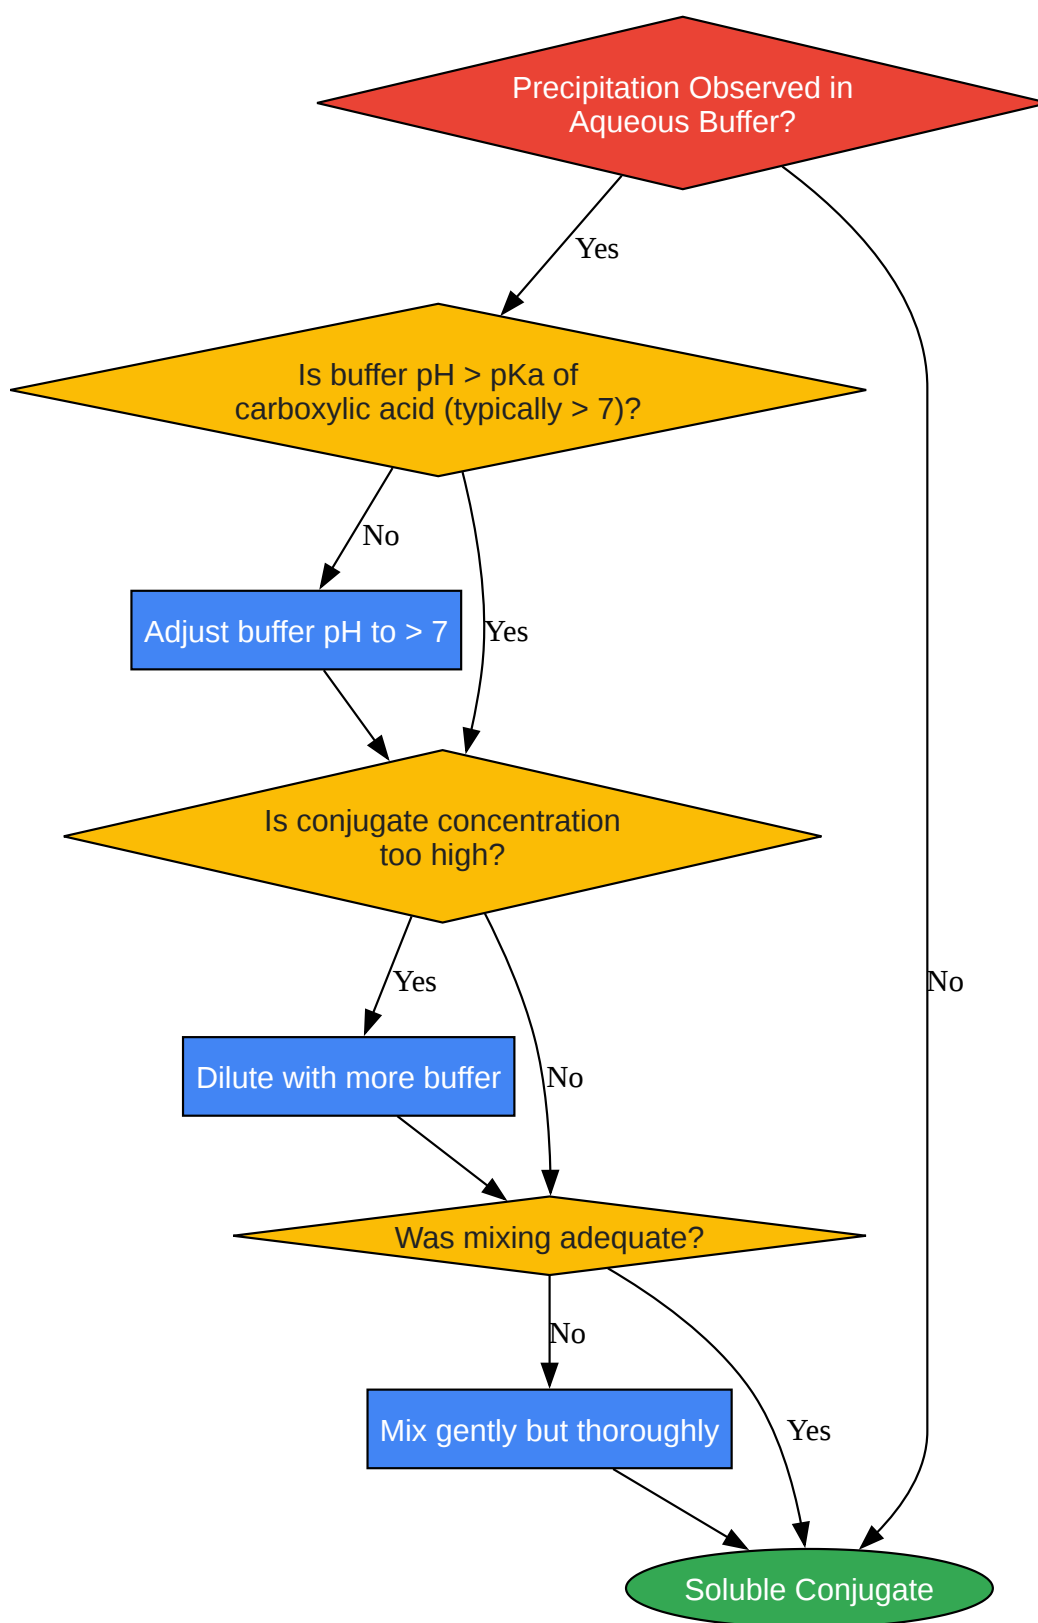 Precipitation Observed in
Aqueous Buffer?
Yes
Is buffer pH > pKa of
carboxylic acid (typically > 7)?
No
Adjust buffer pH to > 7
Yes
Is conjugate concentration
too high?
Yes
No
Dilute with more buffer
No
Was mixing adequate?
No
Mix gently but thoroughly
Yes
Soluble Conjugate